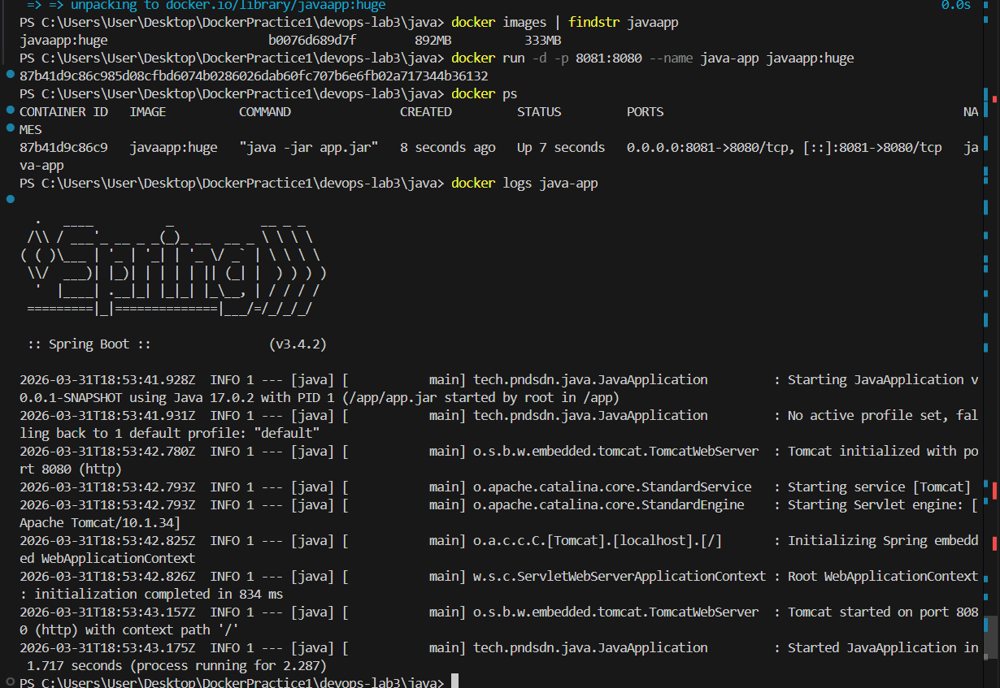 => => unpacking to docker.io/library/javaapp:huge 0.0s
PS C:\Users\User\Desktop\DockerPractice1\devops-lab3\java> docker images | findstr javaapp
javaapp:huge                      b0076d689d7f        892MB          333MB
PS C:\Users\User\Desktop\DockerPractice1\devops-lab3\java> docker run -d -p 8081:8080 --name java-app javaapp:huge
87b41d9c86c985d08cfbd6074b0286026dab60fc707b6e6fb02a717344b36132
PS C:\Users\User\Desktop\DockerPractice1\devops-lab3\java> docker ps
CONTAINER ID   IMAGE          COMMAND                CREATED         STATUS         PORTS                                         NA
MES
87b41d9c86c9   javaapp:huge   "java -jar app.jar"   8 seconds ago   Up 7 seconds   0.0.0.0:8081->8080/tcp, [::]:8081->8080/tcp   ja
va-app
PS C:\Users\User\Desktop\DockerPractice1\devops-lab3\java> docker logs java-app
  .   ____          _            __ _ _
 /\\ / ___'_ __ _ _(_)_ __  __ _ \ \ \ \
( ( )\___ | '_ | '_| | '_ \/ _` | \ \ \ \
 \\/  ___)| |_)| | | | | || (_| |  ) ) ) )
  '  |____| .__|_| |_|_| |_\__, | / / / /
 =========|_|==============|___/=/_/_/_/
 :: Spring Boot ::                (v3.4.2)
2026-03-31T18:53:41.928Z  INFO 1 --- [java] [           main] tech.pndsdn.java.JavaApplication         : Starting JavaApplication v
0.0.1-SNAPSHOT using Java 17.0.2 with PID 1 (/app/app.jar started by root in /app)
2026-03-31T18:53:41.931Z  INFO 1 --- [java] [           main] tech.pndsdn.java.JavaApplication         : No active profile set, fal
ling back to 1 default profile: "default"
2026-03-31T18:53:42.780Z  INFO 1 --- [java] [           main] o.s.b.w.embedded.tomcat.TomcatWebServer  : Tomcat initialized with po
rt 8080 (http)
2026-03-31T18:53:42.793Z  INFO 1 --- [java] [           main] o.apache.catalina.core.StandardService   : Starting service [Tomcat]
2026-03-31T18:53:42.793Z  INFO 1 --- [java] [           main] o.apache.catalina.core.StandardEngine    : Starting Servlet engine: [
Apache Tomcat/10.1.34]
2026-03-31T18:53:42.825Z  INFO 1 --- [java] [           main] o.a.c.c.C.[Tomcat].[localhost].[/]       : Initializing Spring embedd
ed WebApplicationContext
2026-03-31T18:53:42.826Z  INFO 1 --- [java] [           main] w.s.c.ServletWebServerApplicationContext : Root WebApplicationContext
: initialization completed in 834 ms
2026-03-31T18:53:43.157Z  INFO 1 --- [java] [           main] o.s.b.w.embedded.tomcat.TomcatWebServer  : Tomcat started on port 808
0 (http) with context path '/'
2026-03-31T18:53:43.175Z  INFO 1 --- [java] [           main] tech.pndsdn.java.JavaApplication         : Started JavaApplication in
 1.717 seconds (process running for 2.287)
PS C:\Users\User\Desktop\DockerPractice1\devops-lab3\java>